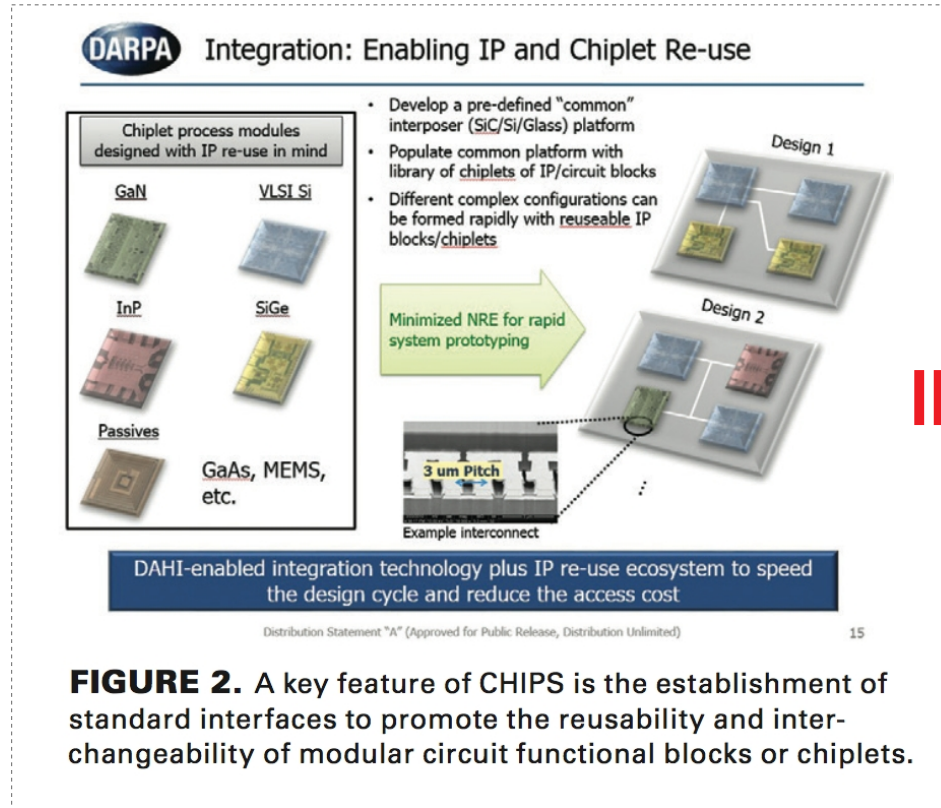 DARPA
Integration: Enabling IP and Chiplet Re-use
Chiplet process modules
designed with IP re-use in mind
GaN
VLSI Si
InP
SiGe
Passives
GaAs, MEMS,
etc.
• Develop a pre-defined “common”
interposer (SiC/Si/Glass) platform
• Populate common platform with
library of chiplets of IP/circuit blocks
• Different complex configurations can
be formed rapidly with reuseable IP
blocks/chiplets
Minimized NRE for rapid
system prototyping
Design 1
Design 2
3 um Pitch
Example interconnect
DAHI-enabled integration technology plus IP re-use ecosystem to speed
the design cycle and reduce the access cost
Distribution Statement “A” (Approved for Public Release, Distribution Unlimited)
15
FIGURE 2. A key feature of CHIPS is the establishment of
standard interfaces to promote the reusability and inter-
changeability of modular circuit functional blocks or chiplets.